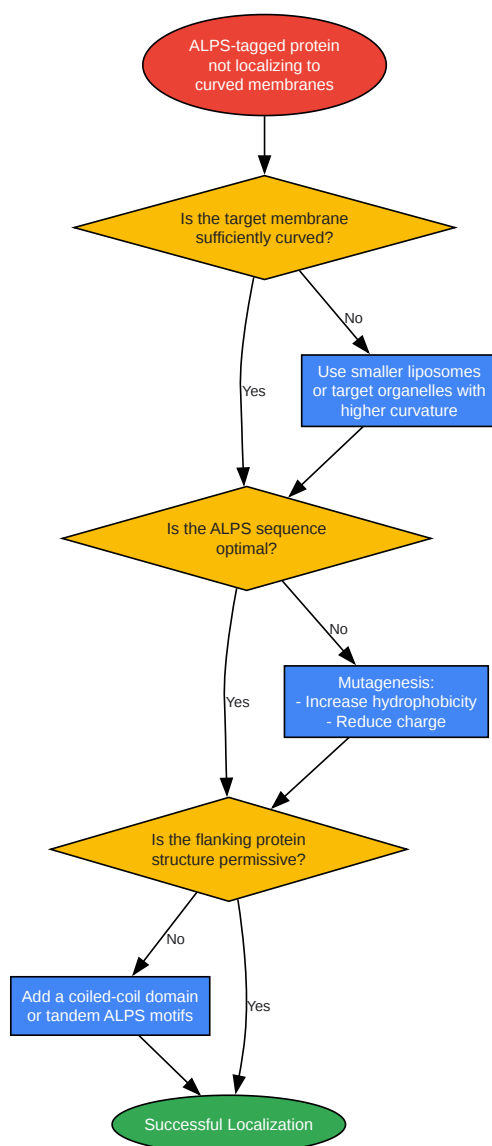 ALPS-tagged protein
not localizing to
curved membranes
Is the target membrane
sufficiently curved?
No
Yes
Use smaller liposomes
or target organelles with
higher curvature
Is the ALPS sequence
optimal?
No
Yes
Mutagenesis:
- Increase hydrophobicity
- Reduce charge
Is the flanking protein
structure permissive?
No
Yes
Add a coiled-coil domain
or tandem ALPS motifs
Successful Localization